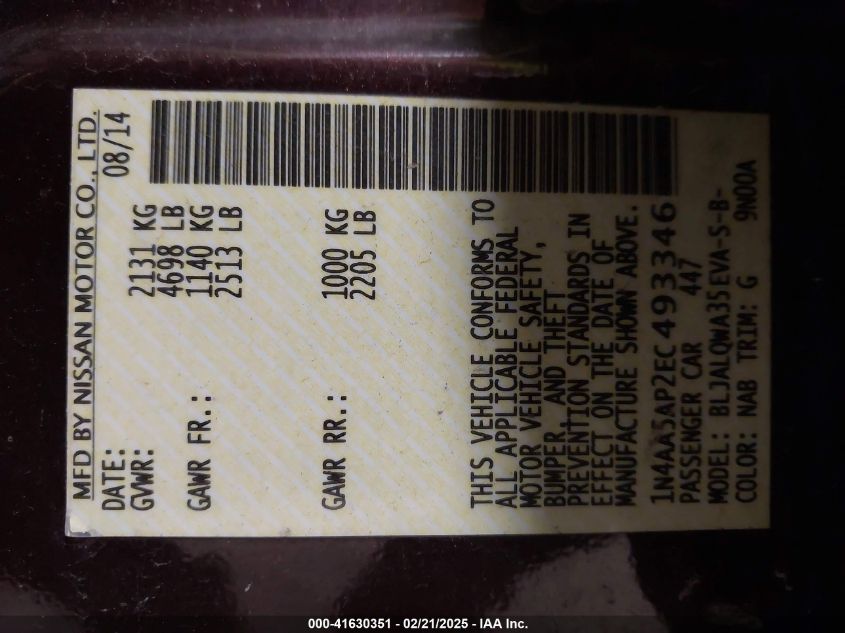 MFD BY NISSAN MOTOR CO., LTD.
DATE: 08/14
GVWR: 2131 KG
4698 LB
GAWR FR.: 1140 KG
2513 LB
GAWR RR.: 1000 KG
2205 LB
THIS VEHICLE CONFORMS TO
ALL APPLICABLE FEDERAL
MOTOR VEHICLE SAFETY,
BUMPER, AND THEFT
PREVENTION STANDARDS IN
EFFECT ON THE DATE OF
MANUFACTURE SHOWN ABOVE.
1N4AA5AP2EC493346
PASSENGER CAR 447
MODEL: BLJALQWA35EVA-S-B-
COLOR: NAB TRIM: G 9N00A
000-41630351 - 02/21/2025 - IAA Inc.